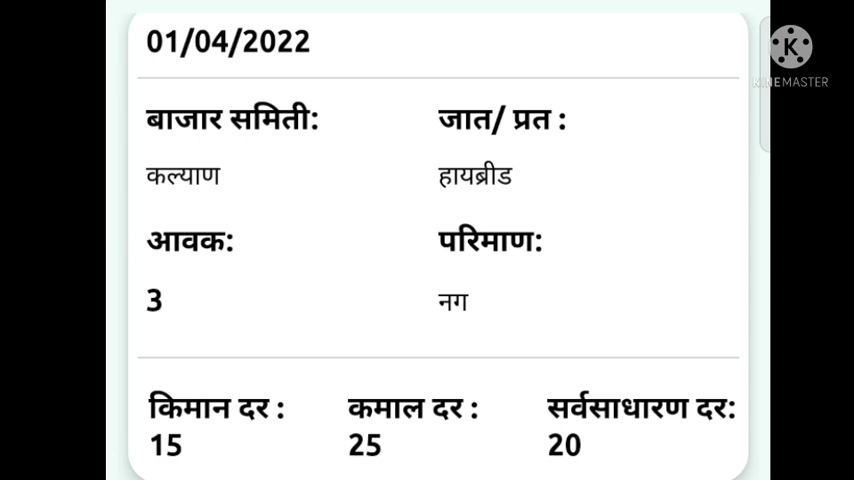 01/04/2022
KINEMASTER
बाजार समिती: जात/ प्रत :
कल्याण हायब्रीड
आवक: परिमाण:
3 नग
किमान दर : कमाल दर : सर्वसाधारण दर:
15 25 20